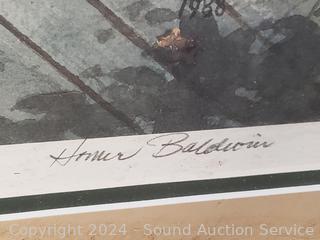 1988
Homer Baldwin
Copyright © 2024 - Sound Auction Service